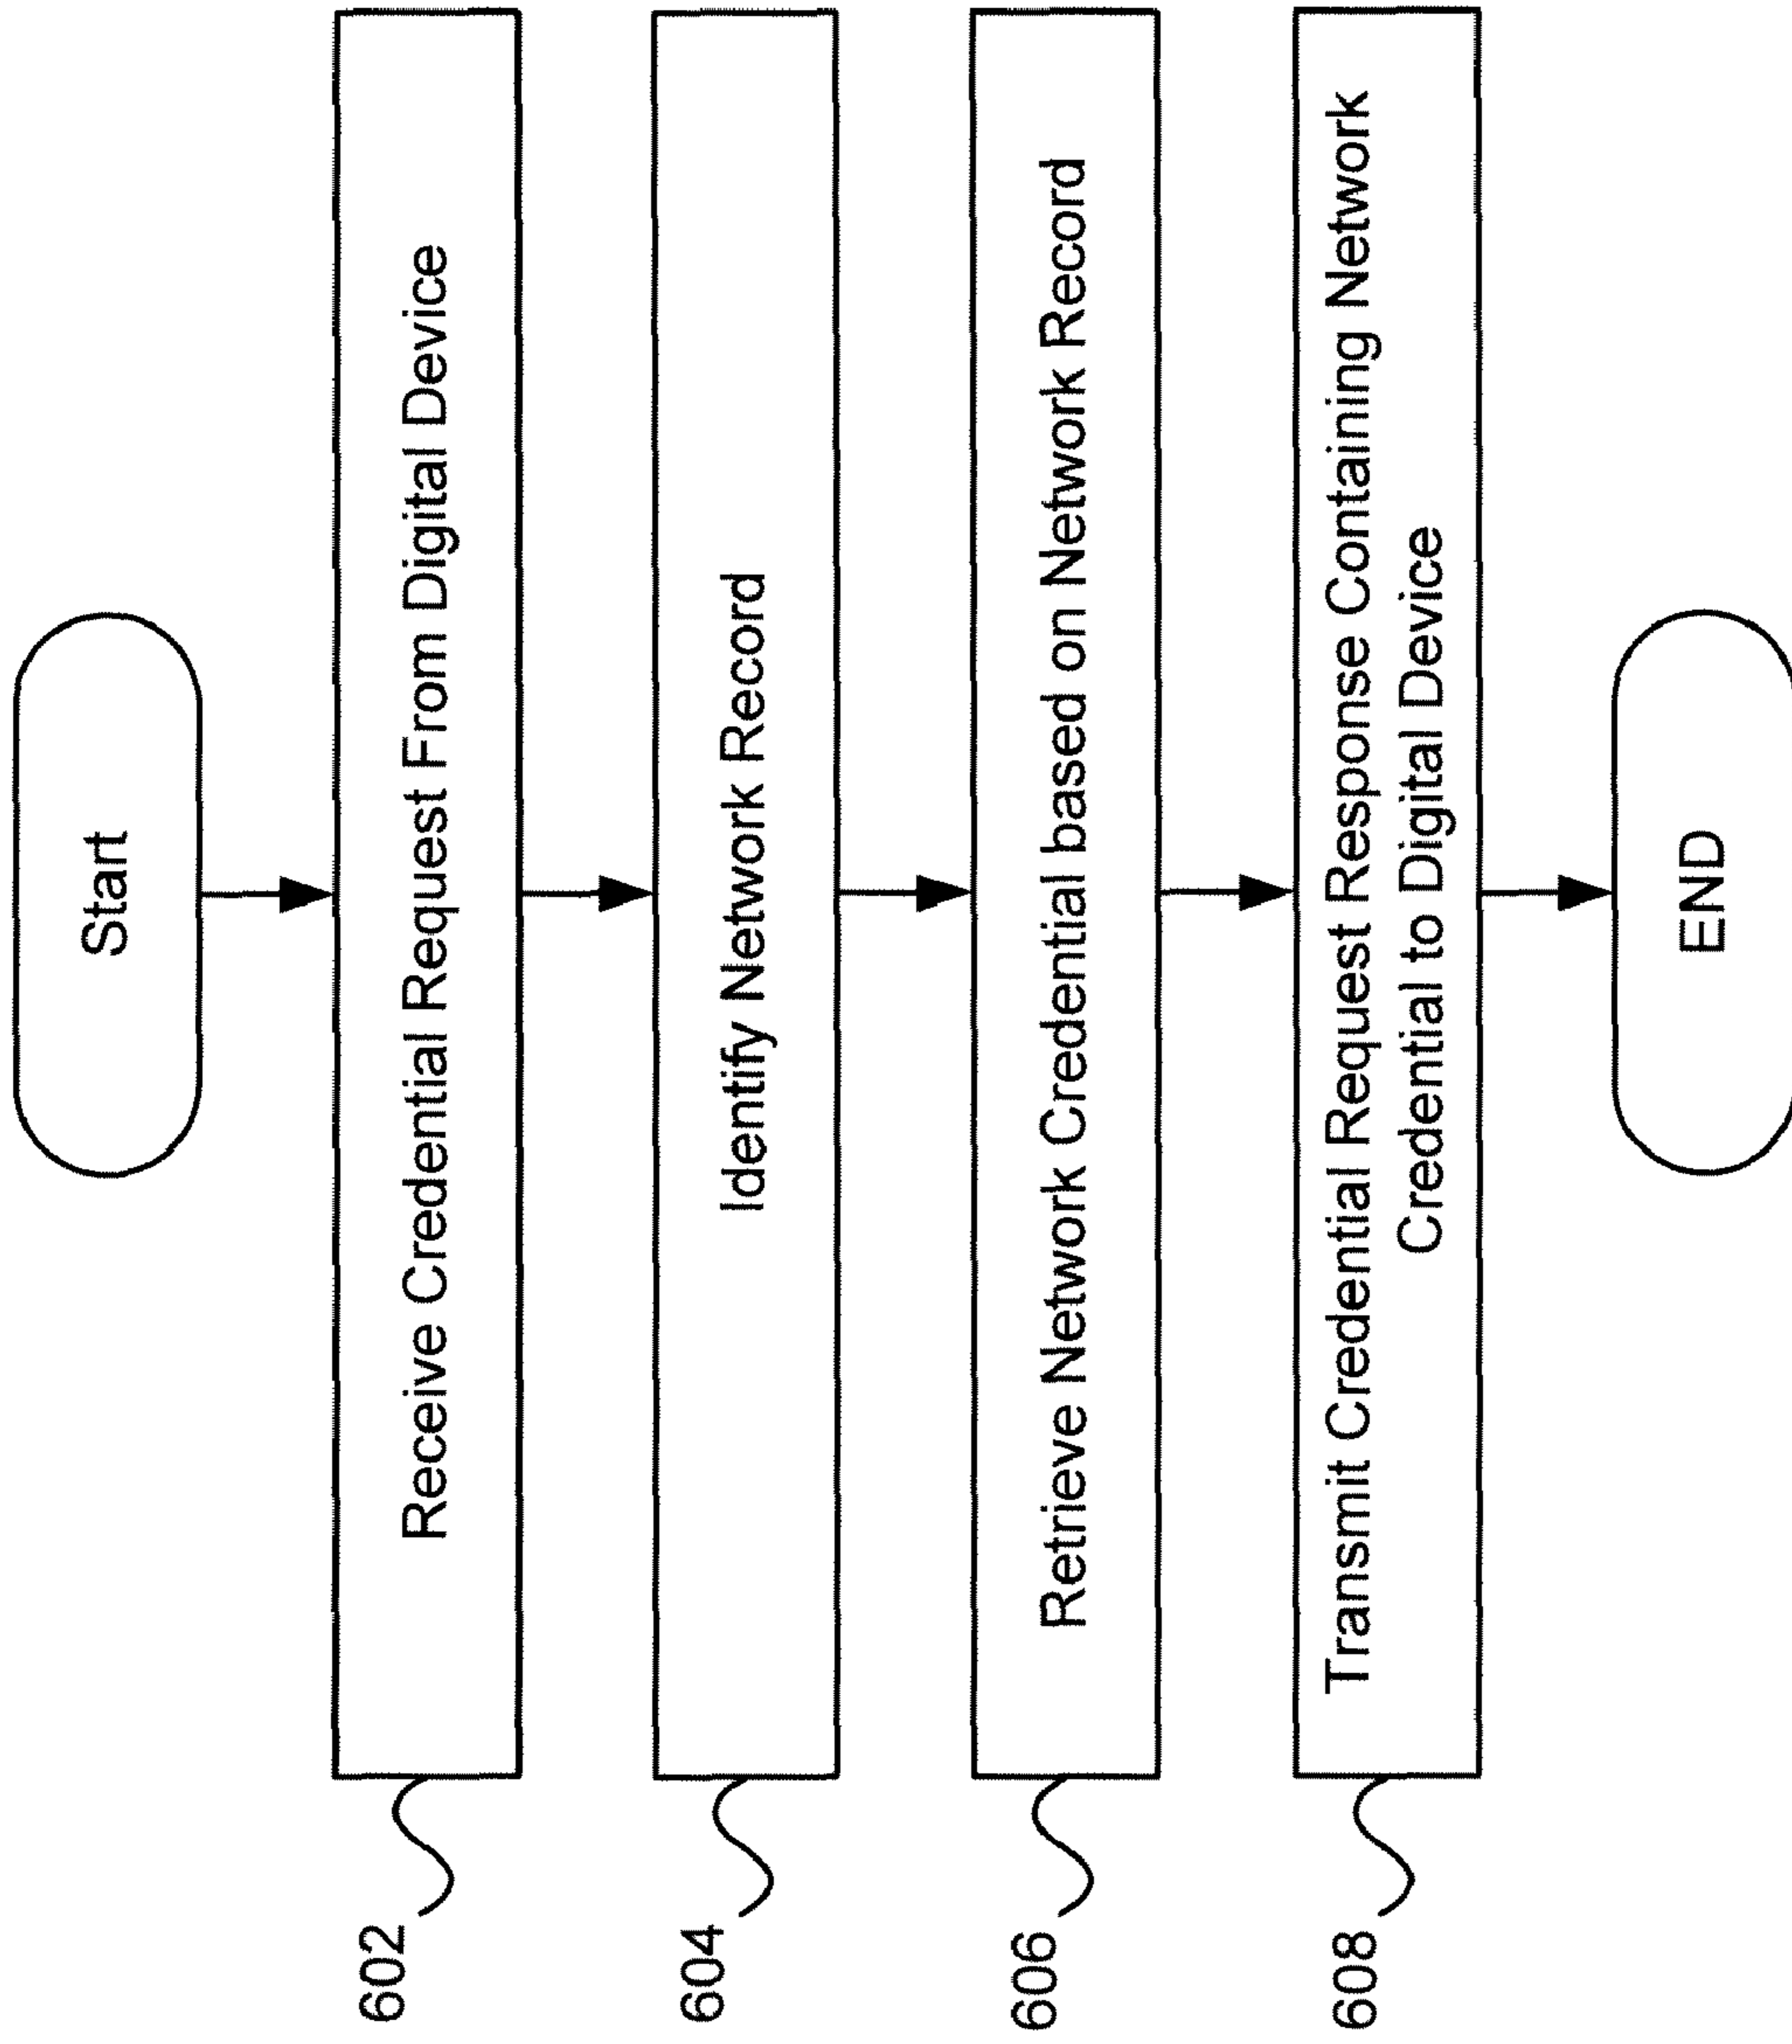 Start
602
Receive Credential Request From Digital Device
604
Identify Network Record
606
Retrieve Network Credential based on Network Record
608
Transmit Credential Request Response Containing Network
Credential to Digital Device
END